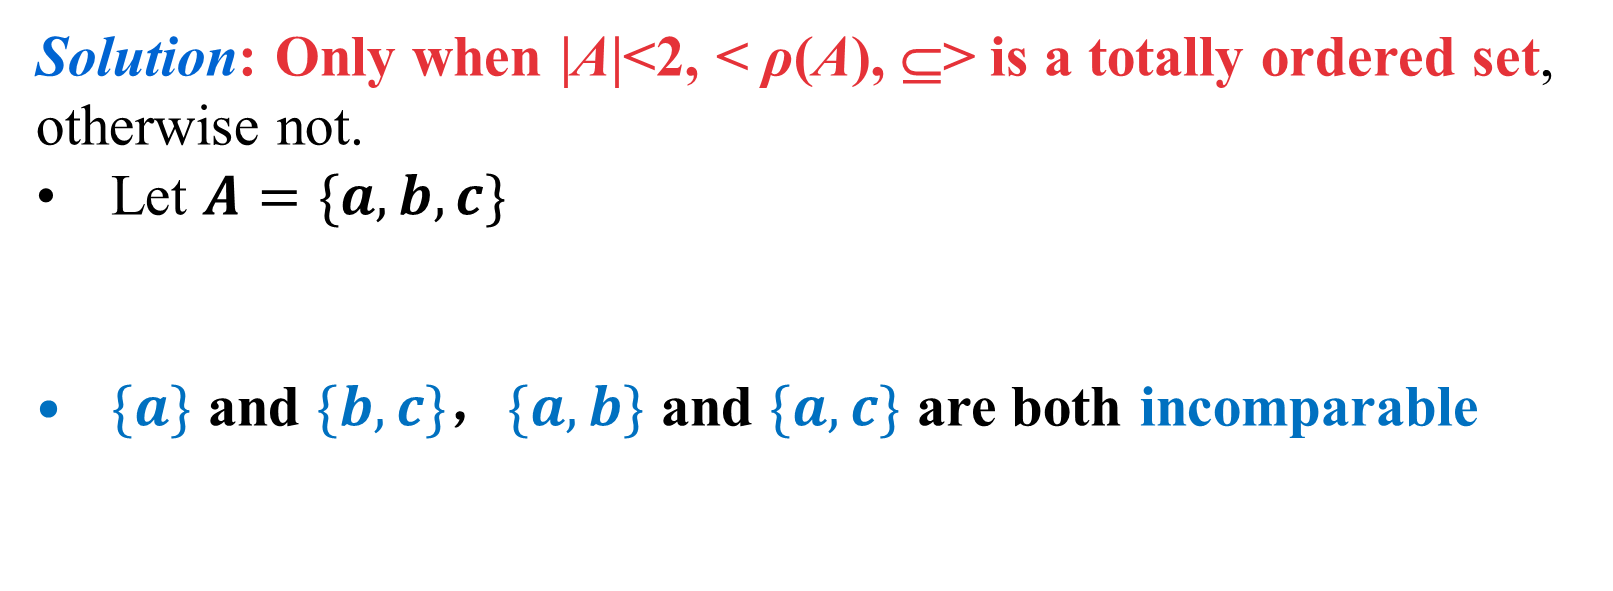 Solution: Only when |A|<2, < ρ(A), ⊆> is a totally ordered set,
otherwise not.
• Let A = {a, b, c}
• {a} and {b, c}，{a, b} and {a, c} are both incomparable